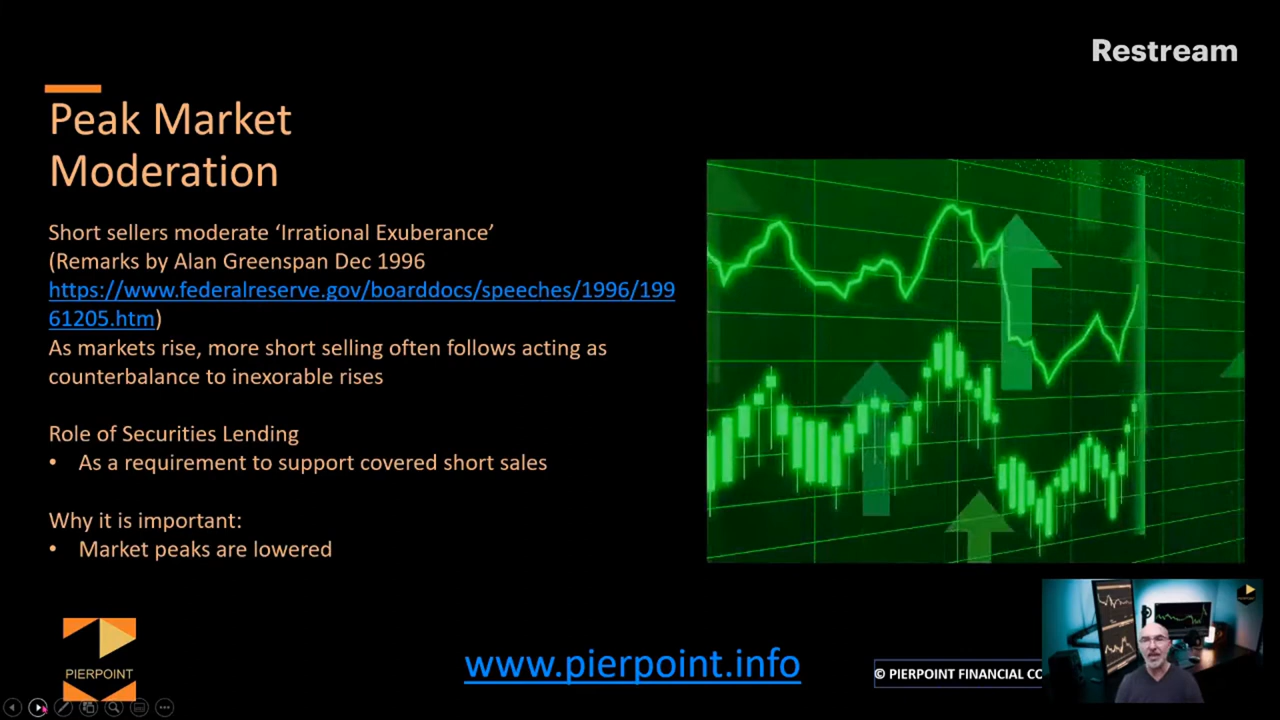 Restream
Peak Market
Moderation
Short sellers moderate ‘Irrational Exuberance’
(Remarks by Alan Greenspan Dec 1996
https://www.federalreserve.gov/boarddocs/speeches/1996/199
61205.htm)
As markets rise, more short selling often follows acting as
counterbalance to inexorable rises
Role of Securities Lending
• As a requirement to support covered short sales
Why it is important:
• Market peaks are lowered
PIERPOINT
www.pierpoint.info
© PIERPOINT FINANCIAL CO